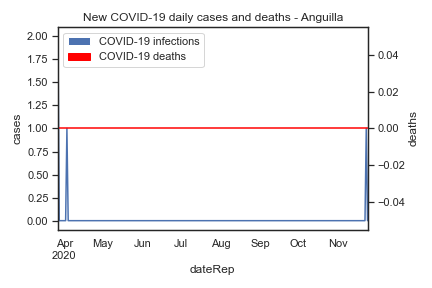 New COVID-19 daily cases and deaths - Anguilla
COVID-19 infections
COVID-19 deaths
2.00
1.75
1.50
1.25
1.00
0.75
0.50
0.25
0.00
cases
0.04
0.02
0.00
−0.02
−0.04
deaths
Apr May Jun Jul Aug Sep Oct Nov
2020
dateRep